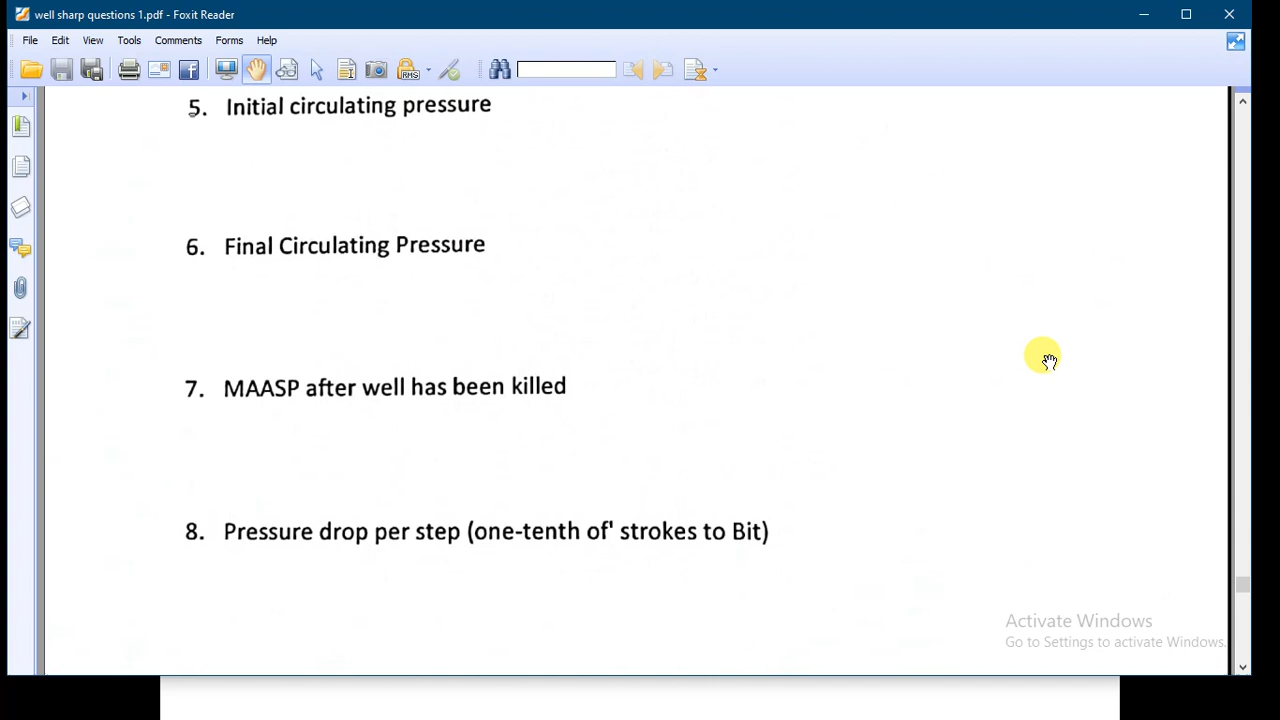 well sharp questions 1.pdf - Foxit Reader
File Edit View Tools Comments Forms Help
RMS
5. Initial circulating pressure
6. Final Circulating Pressure
7. MAASP after well has been killed
8. Pressure drop per step (one-tenth of' strokes to Bit)
Activate Windows
Go to Settings to activate Windows.